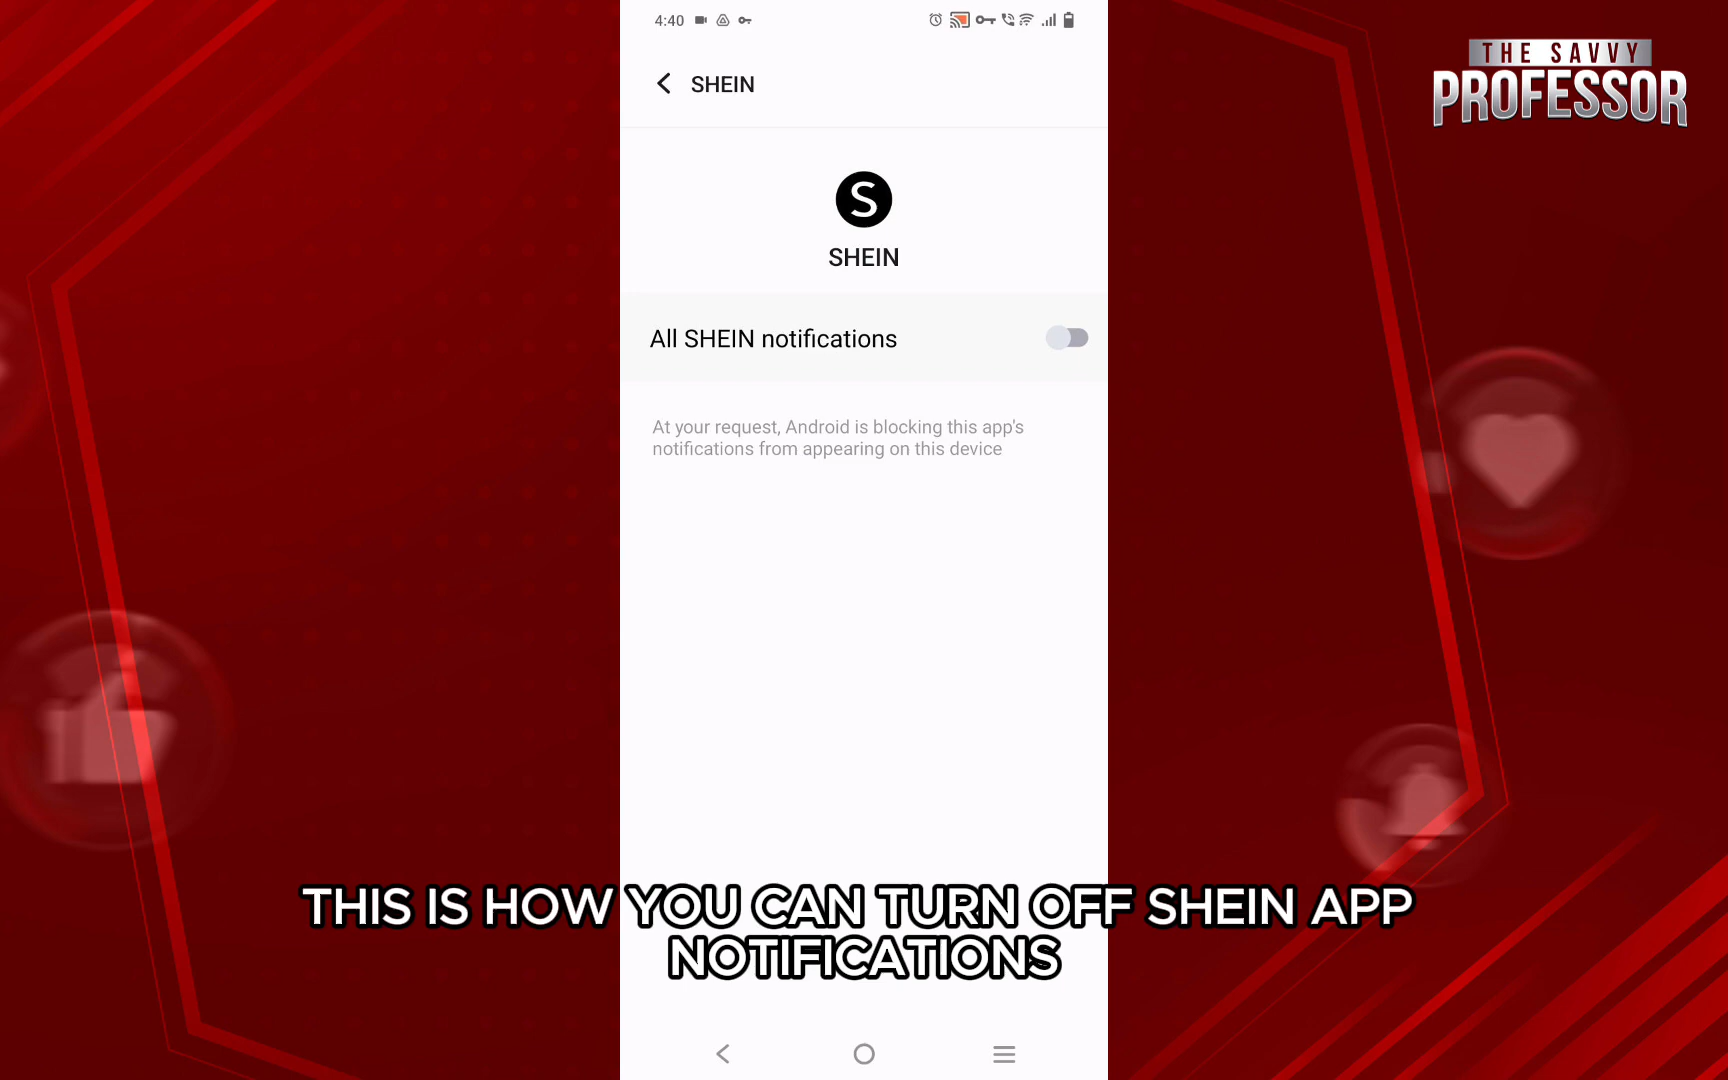 4:40
THE SAVVY
PROFESSOR
SHEIN
S
SHEIN
All SHEIN notifications
At your request, Android is blocking this app's
notifications from appearing on this device
THIS IS HOW YOU CAN TURN OFF SHEIN APP
NOTIFICATIONS